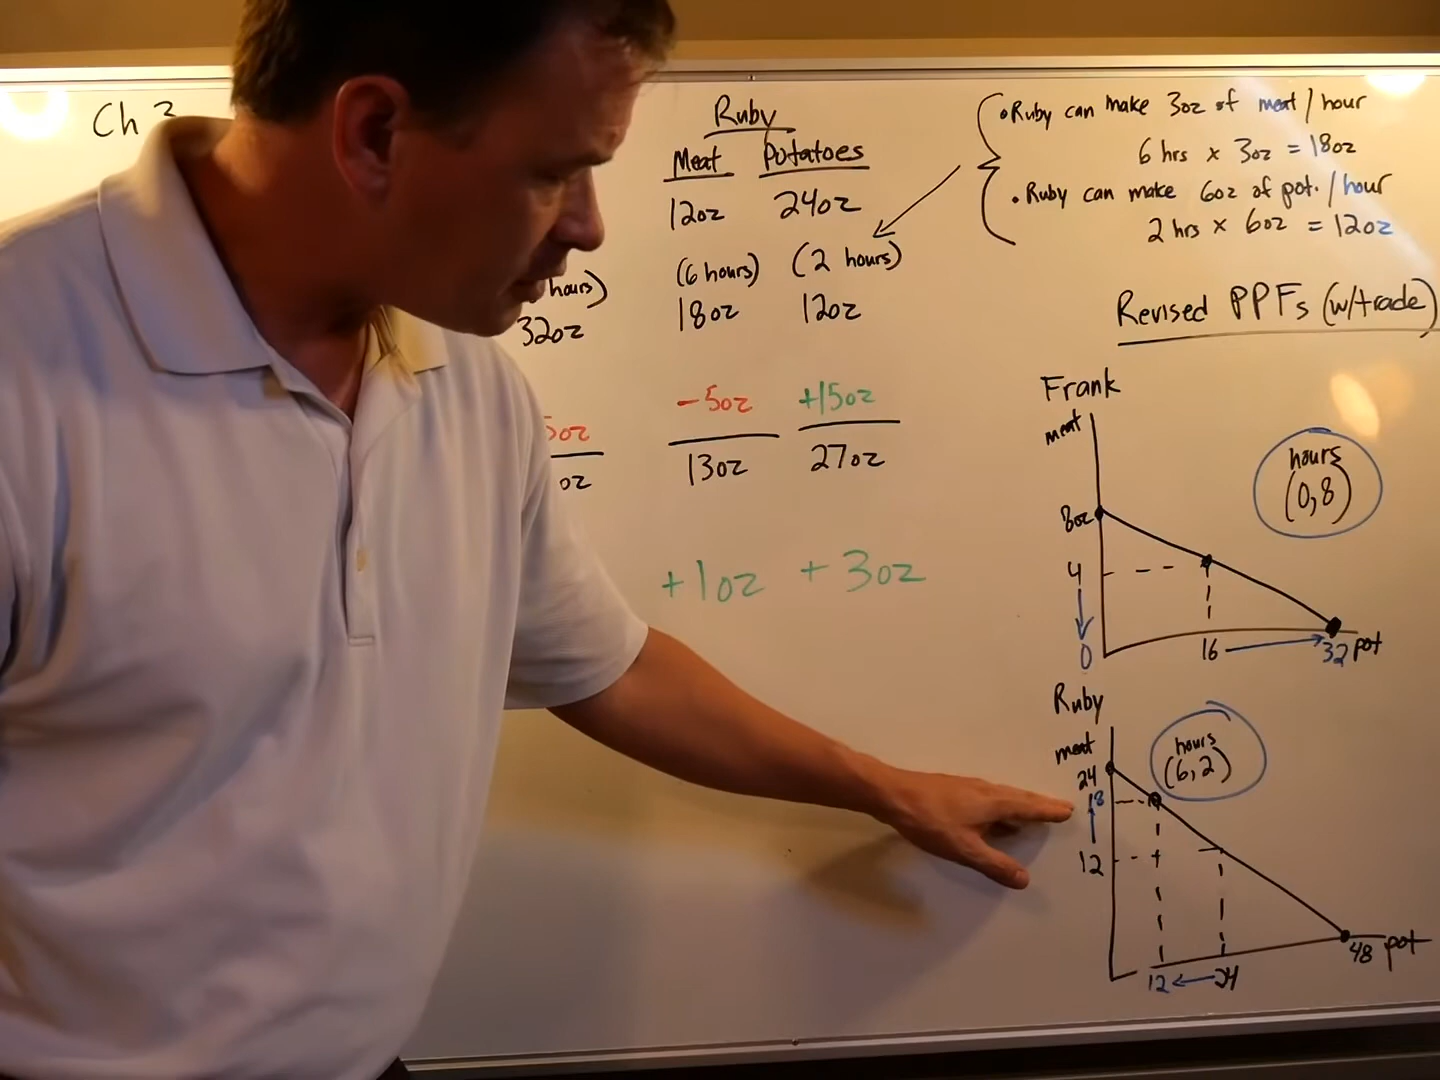 Ch 2
hours)
32oz
5oz
oz
Ruby
Meat Potatoes
12oz 24oz
(6 hours) (2 hours)
18oz 12oz
-5oz +15oz
13oz 27oz
+1oz +3oz
• Ruby can make 3oz of meat/hour
6 hrs x 3oz = 18oz
• Ruby can make 6oz of pot./hour
2 hrs x 6oz = 12oz
Revised PPFs (w/trade)
Frank
meat
hours
(0,8)
8oz
4
0
16
32 pot
Ruby
meat
hours
(6,2)
24
18
12
48 pot
12 24